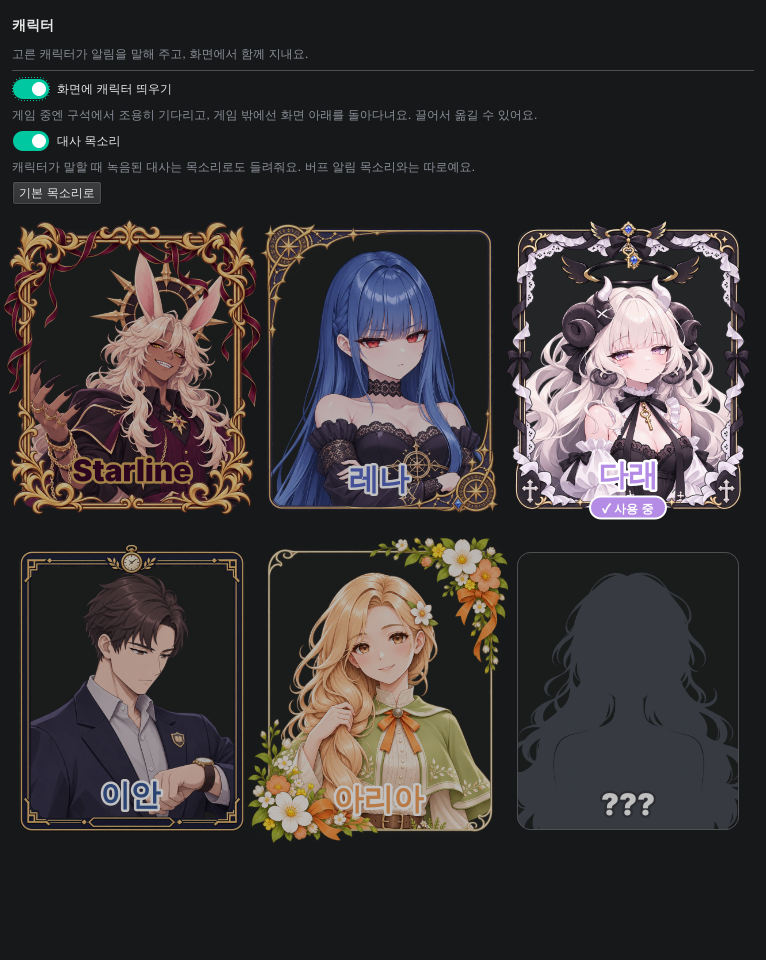 캐릭터
고른 캐릭터가 알림을 말해 주고, 화면에서 함께 지내요.
화면에 캐릭터 띄우기
게임 중엔 구석에서 조용히 기다리고, 게임 밖에선 화면 아래를 돌아다녀요. 끌어서 옮길 수 있어요.
대사 목소리
캐릭터가 말할 때 녹음된 대사는 목소리로도 들려줘요. 버프 알림 목소리와는 따로예요.
기본 목소리로
Starline
레나
다래
✓ 사용 중
이안
아리아
???